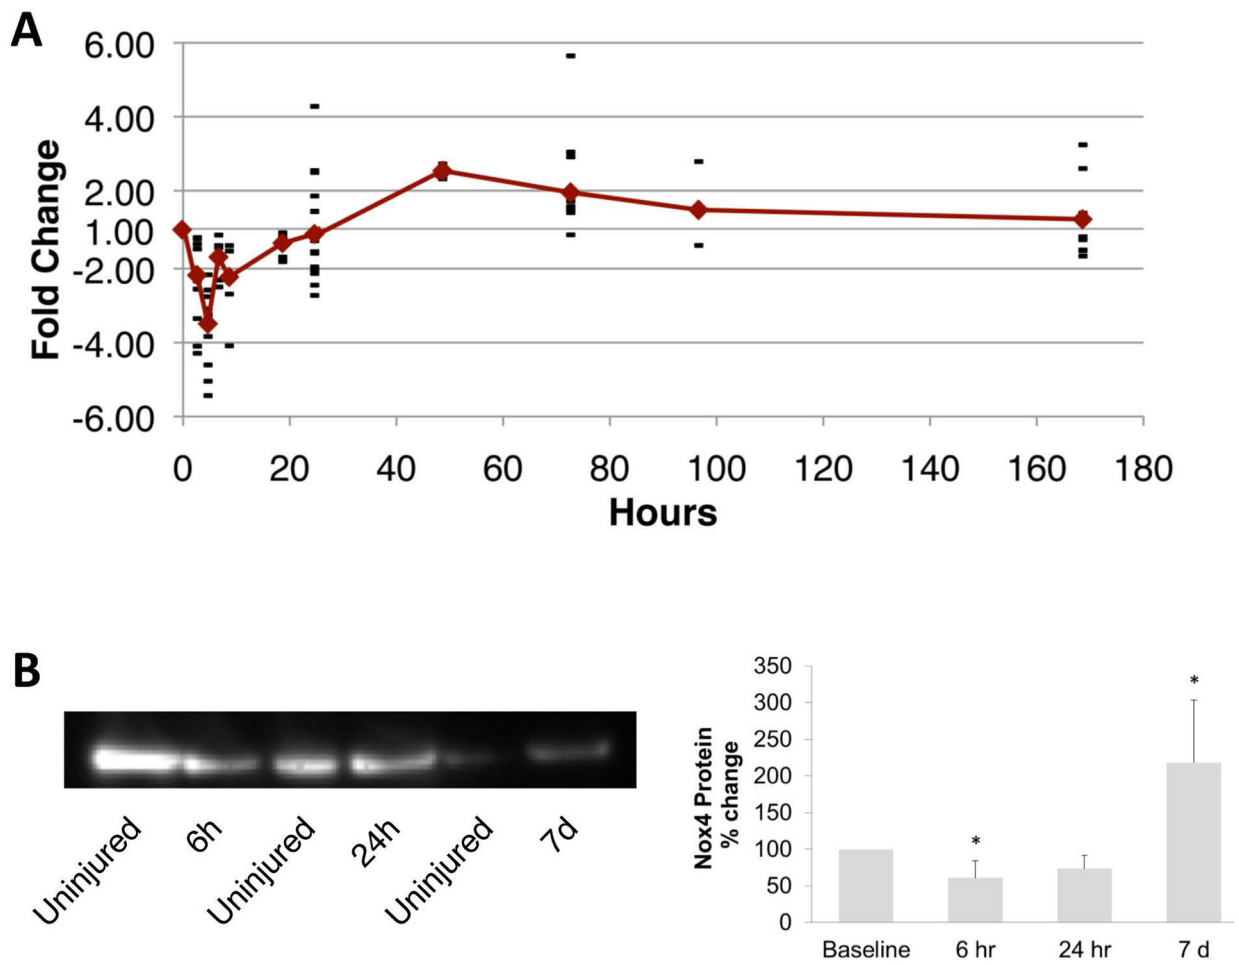 A
Fold Change
6.00
4.00
2.00
1.00
-2.00
-4.00
-6.00
0 20 40 60 80 100 120 140 160 180
Hours
B
Uninjured 6h Uninjured 24h Uninjured 7d
Nox4 Protein
% change
350
300
250
200
150
100
50
0
* *
Baseline 6 hr 24 hr 7 d